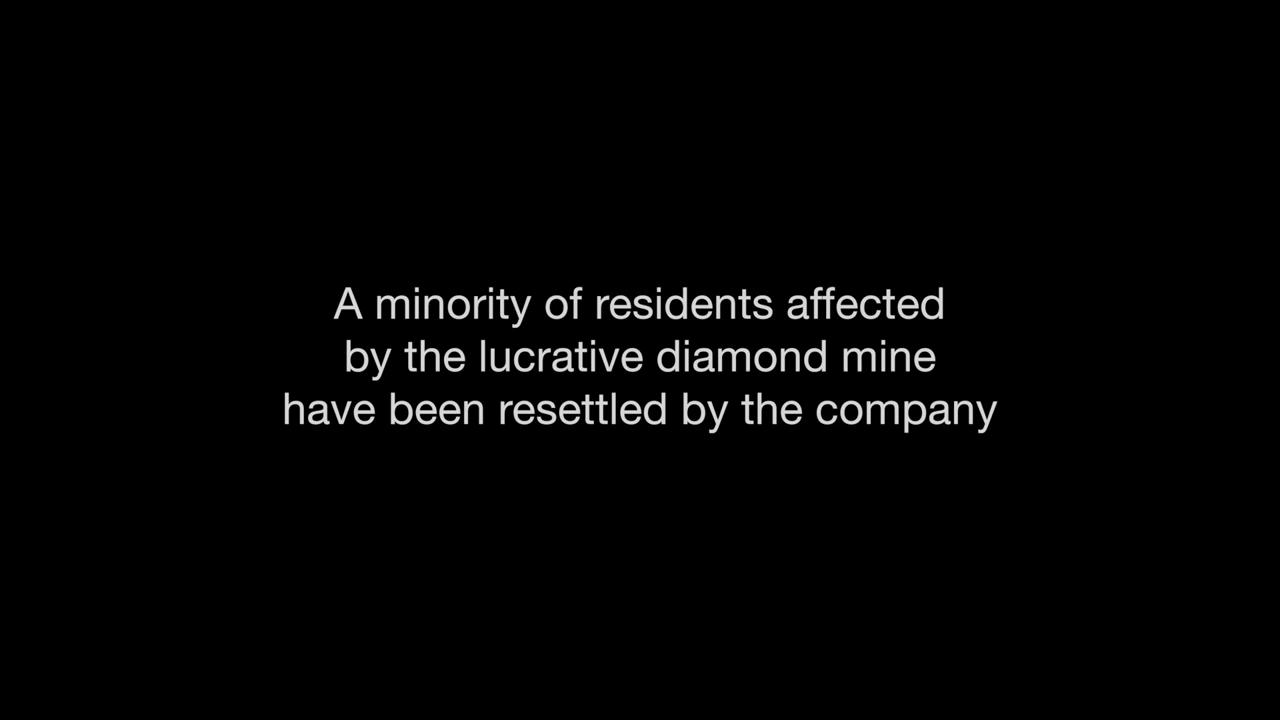 A minority of residents affected
by the lucrative diamond mine
have been resettled by the company